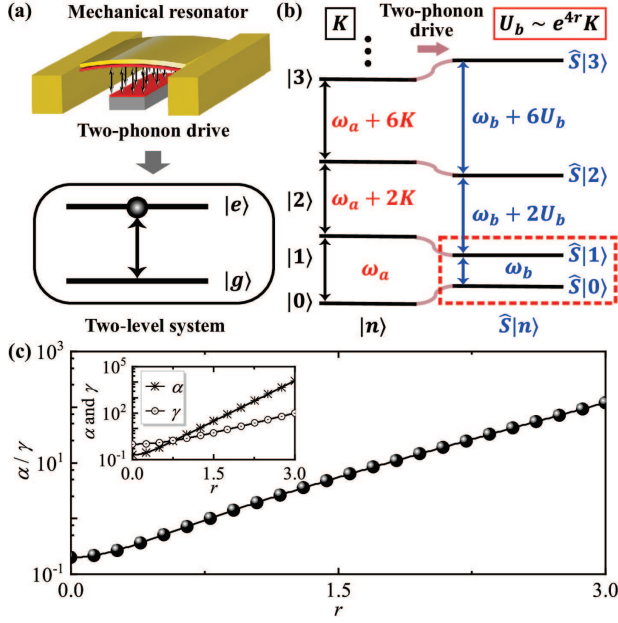 (a)
Mechanical resonator
Two-phonon drive
|e⟩
|g⟩
Two-level system
(b)
K
Two-phonon
drive
U_b ~ e^{4r}K
|3⟩
|2⟩
|1⟩
|0⟩
ω_a + 6K
ω_a + 2K
ω_a
|n⟩
Ŝ|3⟩
Ŝ|2⟩
Ŝ|1⟩
Ŝ|0⟩
ω_b + 6U_b
ω_b + 2U_b
ω_b
Ŝ|n⟩
(c)
10^3
10^1
10^-1
α / γ
0.0
1.5
3.0
r
10^5
10^2
10^-1
α and γ
α
γ
0.0
1.5
3.0
r